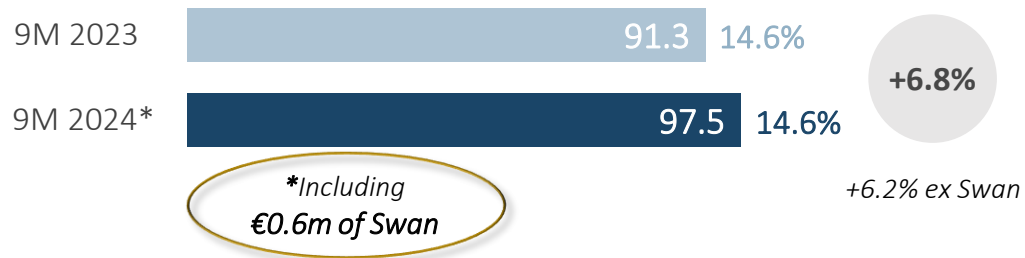 9M 2023
91.3 14.6%
+6.8%
9M 2024*
97.5 14.6%
*Including
€0.6m of Swan
+6.2% ex Swan